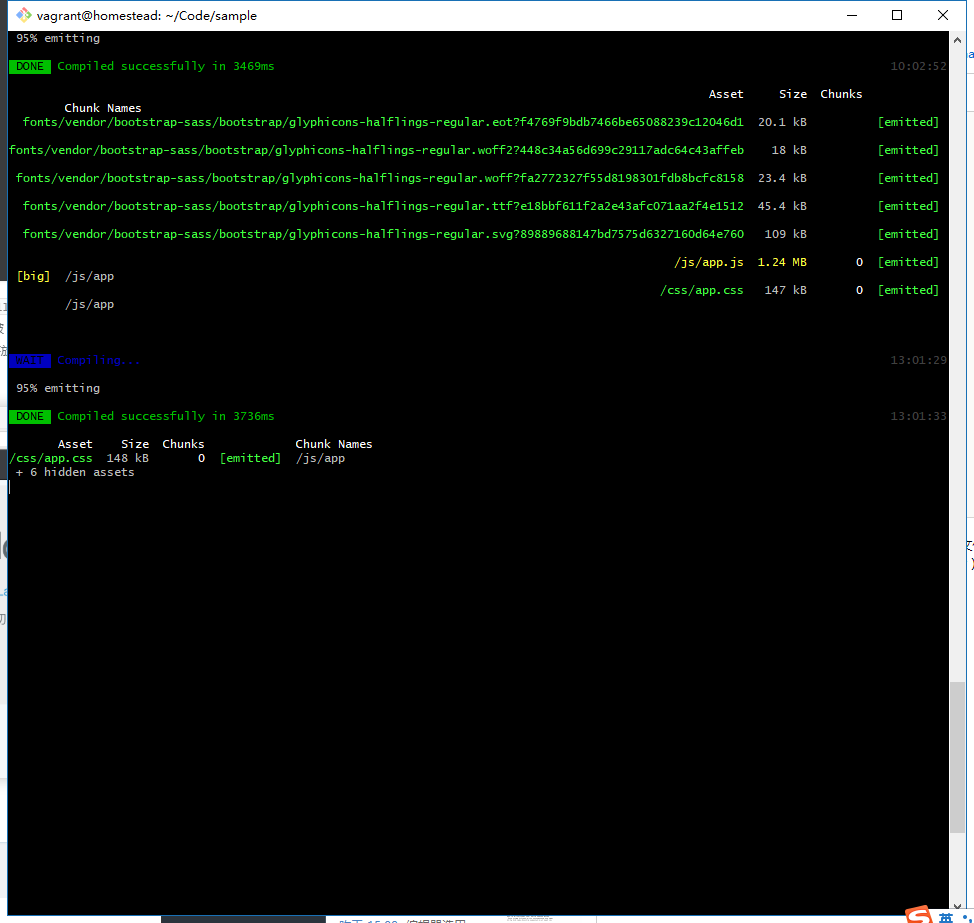 vagrant@homestead: ~/Code/sample
95% emitting
DONE Compiled successfully in 3469ms 10:02:52
Asset Size Chunks
Chunk Names
fonts/vendor/bootstrap-sass/bootstrap/glyphicons-halflings-regular.eot?f4769f9bdb7466be65088239c12046d1 20.1 kB [emitted]
fonts/vendor/bootstrap-sass/bootstrap/glyphicons-halflings-regular.woff2?448c34a56d699c29117adc64c43affeb 18 kB [emitted]
fonts/vendor/bootstrap-sass/bootstrap/glyphicons-halflings-regular.woff?fa2772327f55d8198301fdb8bcfc8158 23.4 kB [emitted]
fonts/vendor/bootstrap-sass/bootstrap/glyphicons-halflings-regular.ttf?e18bbf611f2a2e43afc071aa2f4e1512 45.4 kB [emitted]
fonts/vendor/bootstrap-sass/bootstrap/glyphicons-halflings-regular.svg?89889688147bd7575d6327160d64e760 109 kB [emitted]
/js/app.js 1.24 MB 0 [emitted]
[big] /js/app
/css/app.css 147 kB 0 [emitted]
/js/app
WAIT Compiling... 13:01:29
95% emitting
DONE Compiled successfully in 3736ms 13:01:33
Asset Size Chunks Chunk Names
/css/app.css 148 kB 0 [emitted] /js/app
+ 6 hidden assets
英